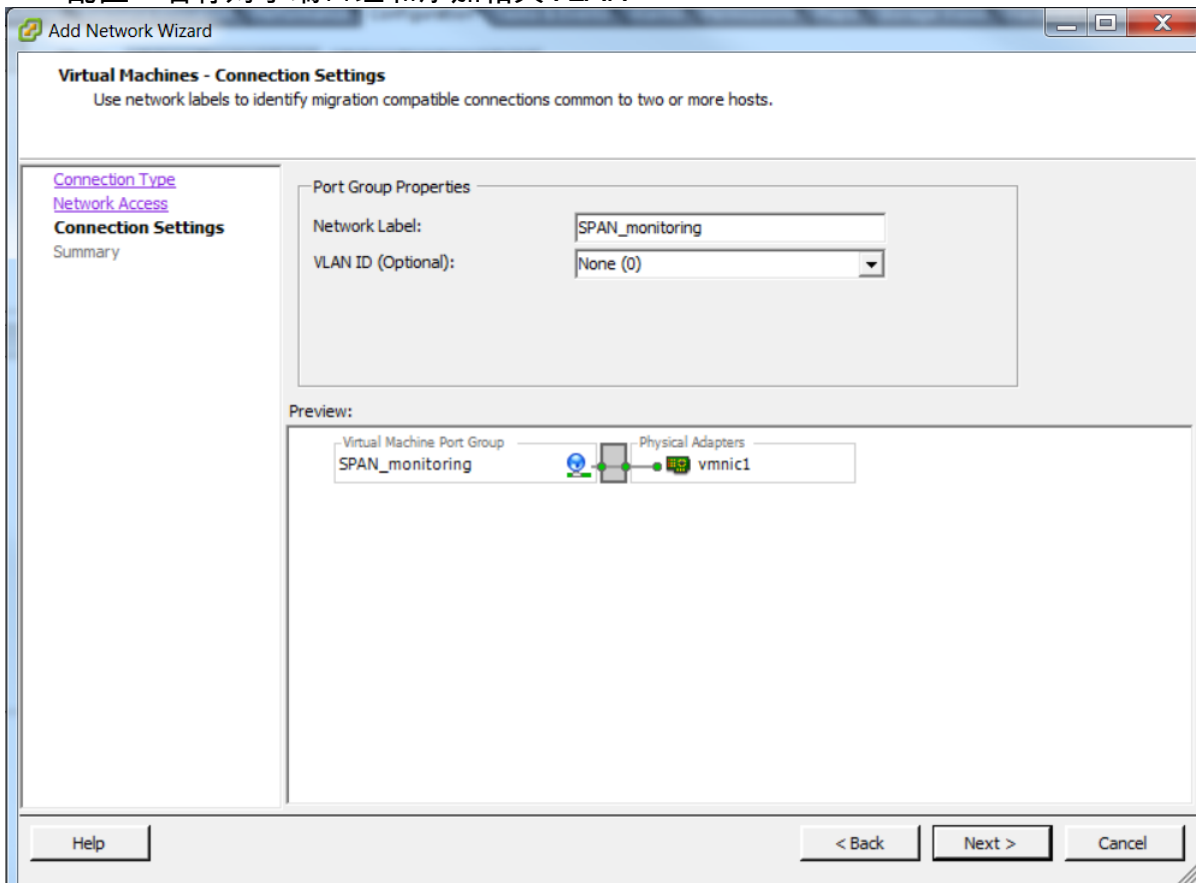 Add Network Wizard
Virtual Machines - Connection Settings
Use network labels to identify migration compatible connections common to two or more hosts.
Connection Type
Network Access
Connection Settings
Summary
Port Group Properties
Network Label:
SPAN_monitoring
VLAN ID (Optional):
None (0)
Preview:
Virtual Machine Port Group
SPAN_monitoring
Physical Adapters
vmnic1
Help
< Back
Next >
Cancel